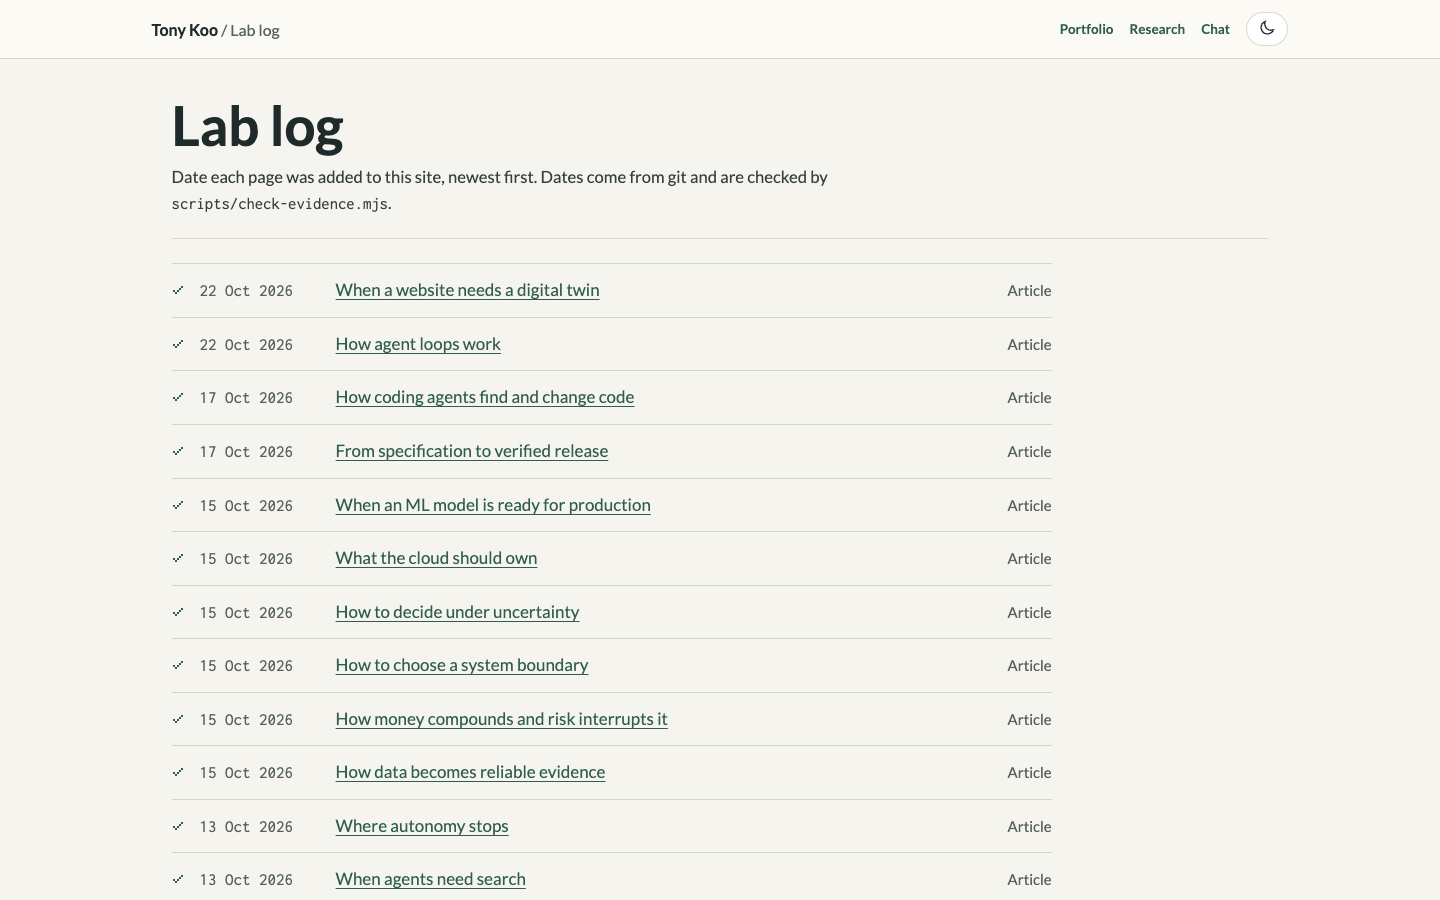 Tony Koo / Lab log
Portfolio Research Chat
Lab log
Date each page was added to this site, newest first. Dates come from git and are checked by
scripts/check-evidence.mjs.
22 Oct 2026 When a website needs a digital twin Article
22 Oct 2026 How agent loops work Article
17 Oct 2026 How coding agents find and change code Article
17 Oct 2026 From specification to verified release Article
15 Oct 2026 When an ML model is ready for production Article
15 Oct 2026 What the cloud should own Article
15 Oct 2026 How to decide under uncertainty Article
15 Oct 2026 How to choose a system boundary Article
15 Oct 2026 How money compounds and risk interrupts it Article
15 Oct 2026 How data becomes reliable evidence Article
13 Oct 2026 Where autonomy stops Article
13 Oct 2026 When agents need search Article